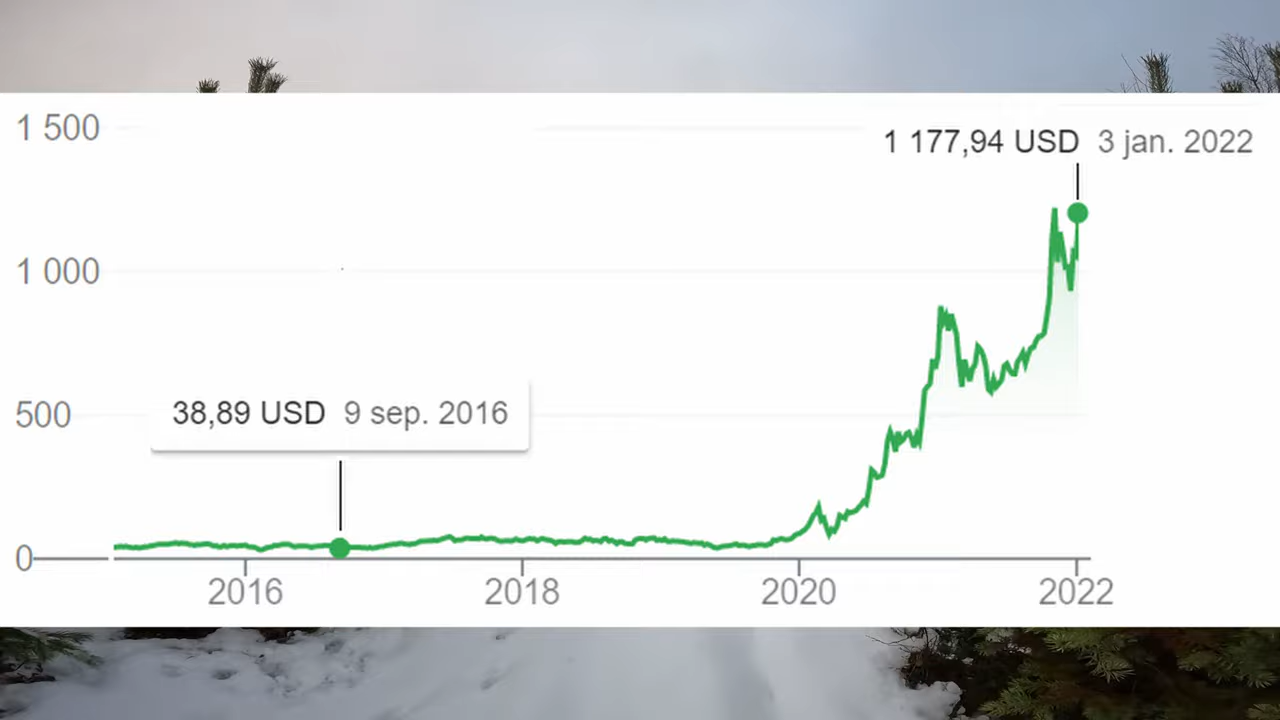 1 500
1 177,94 USD 3 jan. 2022
1 000
500
38,89 USD 9 sep. 2016
0
2016 2018 2020 2022